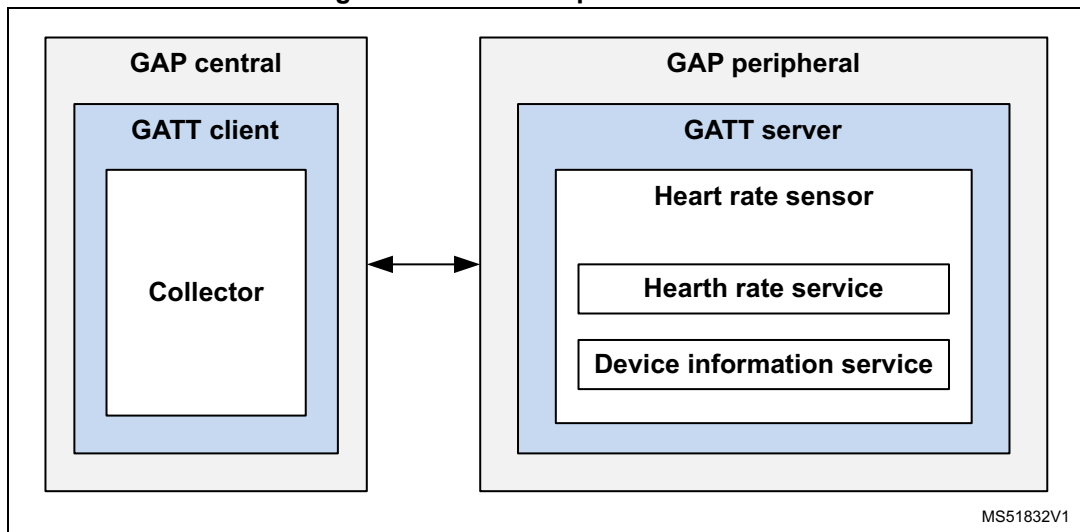 GAP central
GATT client
Collector
GAP peripheral
GATT server
Heart rate sensor
Hearth rate service
Device information service
MS51832V1